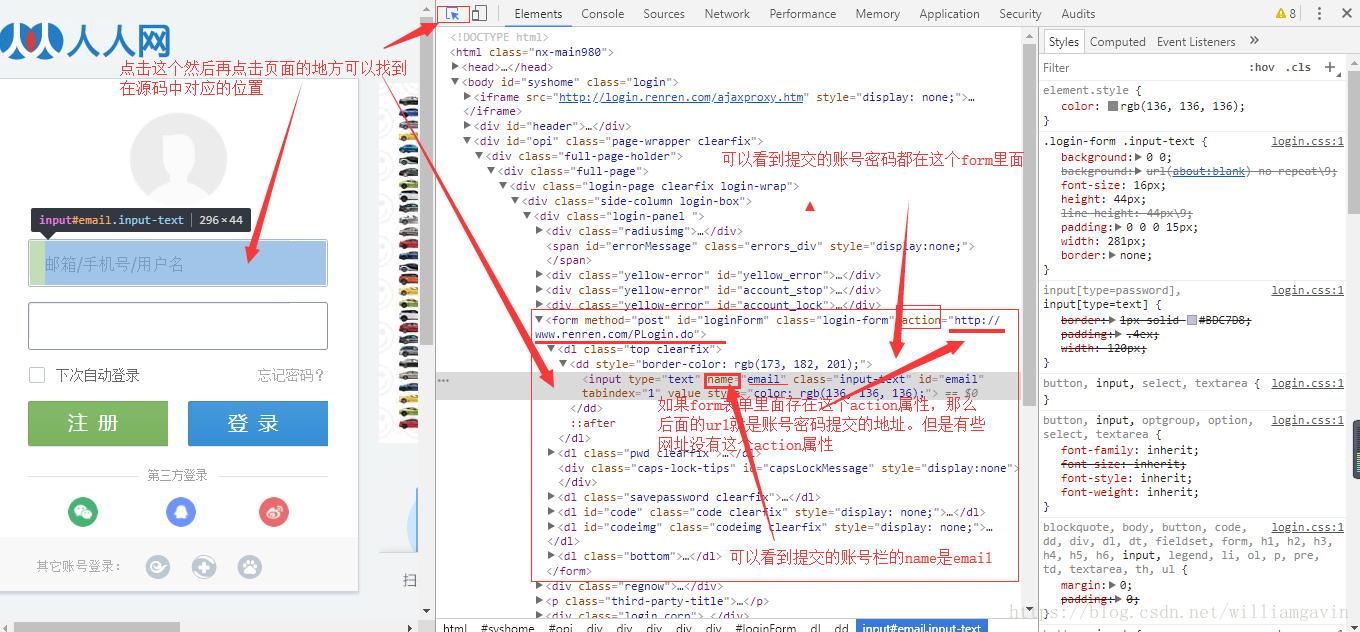 人人网
点击这个然后再点击页面的地方可以找到
在源码中对应的位置
input#email.input-text 296×44
邮箱/手机号/用户名
下次自动登录 忘记密码？
注 册 登 录
第三方登录
其它账号登录：
扫
Elements Console Sources Network Performance Memory Application Security Audits 8
<!DOCTYPE html>
<html class="nx-main980">
<head>…</head>
<body id="syshome" class="login">
<iframe src="http://login.renren.com/ajaxproxy.htm" style="display: none;">…
</iframe>
<div id="header">…</div>
<div id="opi" class="page-wrapper clearfix">
<div class="full-page-holder">
可以看到提交的账号密码都在这个form里面
<div class="full-page">
<div class="login-page clearfix login-wrap">
<div class="side-column login-box">
<div class="login-panel ">
<div class="radiusimg">…</div>
<span id="errorMessage" class="errors_div" style="display:none;">
</span>
<div class="yellow-error" id="yellow_error">…</div>
<div class="yellow-error" id="account_stop">…</div>
<div class="yellow-error" id="account_lock">…</div>
<form method="post" id="loginForm" class="login-form" action="http://
www.renren.com/PLogin.do">
<dl class="top clearfix">
<dd style="border-color: rgb(173, 182, 201);">
<input type="text" name="email" class="input-text" id="email"
tabindex="1" value style="color: rgb(136, 136, 136);"> == $0
</dd>
如果form表单里面存在这个action属性，那么
::after
后面的url就是账号密码提交的地址。但是有些
</dl>
网址没有这个action属性
<dl class="pwd clearfix">…</dl>
<div class="caps-lock-tips" id="capsLockMessage" style="display:none">
</div>
<dl class="savepassword clearfix">…</dl>
<dl id="code" class="code clearfix" style="display: none;">…</dl>
<dl id="codeimg" class="codeimg clearfix" style="display: none;">…
</dl>
<dl class="bottom">…</dl>
可以看到提交的账号栏的name是email
</form>
<div class="regnow">…</div>
<p class="third-party-title">…</p>
<div class="login_corp">…</div>
html #syshome #opi div div div div div #loginForm dl dd input#email.input-text
Styles Computed Event Listeners »
Filter :hov .cls +
element.style {
color: rgb(136, 136, 136);
}
.login-form .input-text { login.css:1
background: 0 0;
background: url(about:blank) no repeat\9;
font-size: 16px;
height: 44px;
line height: 44px\9;
padding: 0 0 0 15px;
width: 281px;
border: none;
}
input[type=password], login.css:1
input[type=text] {
border: 1px solid #BDC7D8;
padding: .4ex;
width: 120px;
}
button, input, select, textarea { login.css:1
}
button, input, optgroup, option, login.css:1
select, textarea {
font-family: inherit;
font-size: inherit;
font-style: inherit;
font-weight: inherit;
}
blockquote, body, button, code, login.css:1
dd, div, dl, dt, fieldset, form, h1, h2, h3,
h4, h5, h6, input, legend, li, ol, p, pre,
td, textarea, th, ul {
margin: 0;
padding: 0;
}
https://blog.csdn.net/williamgavin